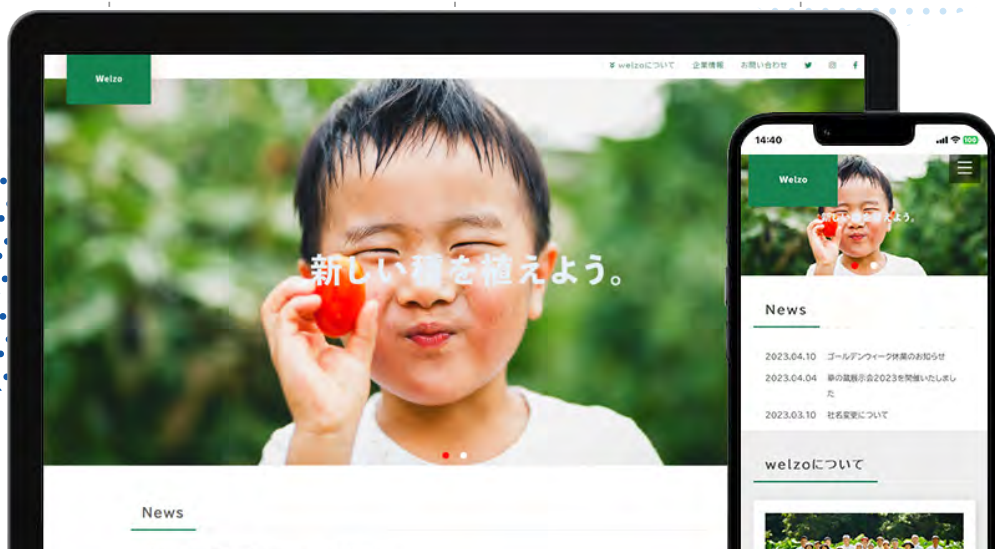 Welzo
welzoについて 企業情報 お問い合わせ
新しい種を植えよう。
News
14:40
100
Welzo
新しい種を植えよう。
News
2023.04.10 ゴールデンウィーク休業のお知らせ
2023.04.04 華の蔵展示会2023を開催いたしまし
た
2023.03.10 社名変更について
welzoについて